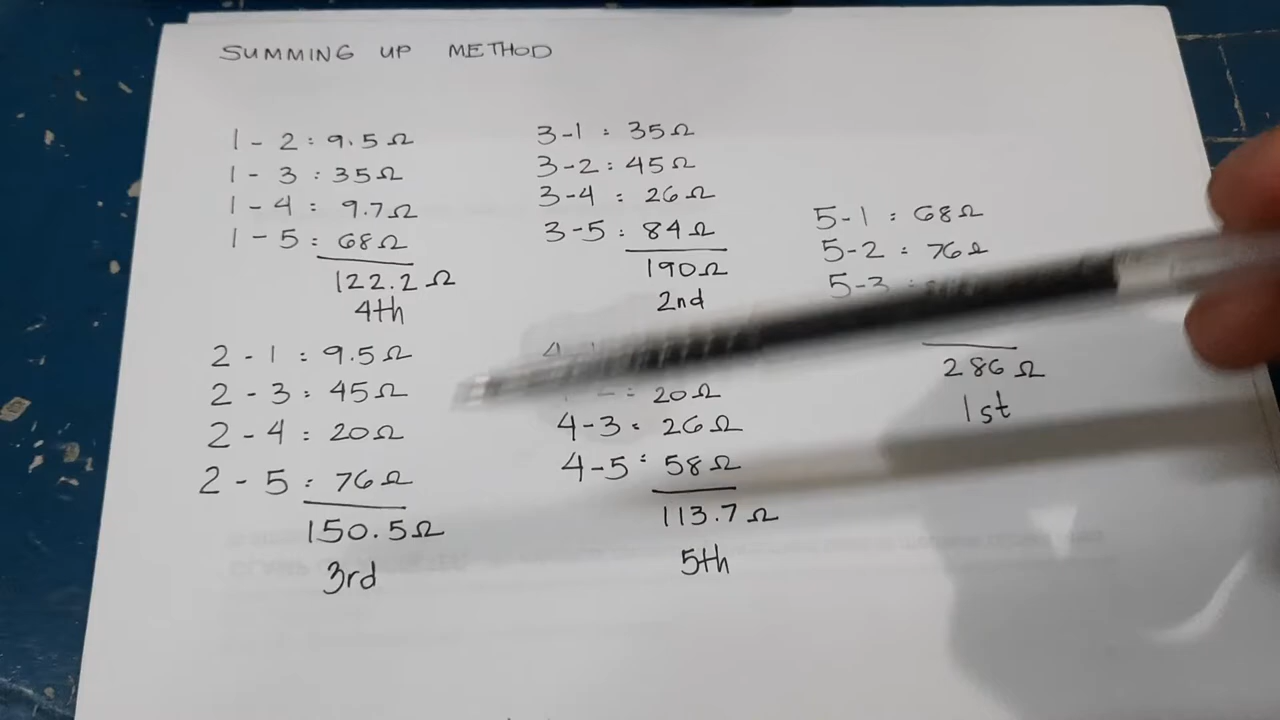 SUMMING UP METHOD
1 - 2 : 9.5Ω
1 - 3 : 35Ω
1 - 4 : 9.7Ω
1 - 5 : 68Ω
122.2Ω
4th
2 - 1 : 9.5Ω
2 - 3 : 45Ω
2 - 4 : 20Ω
2 - 5 : 76Ω
150.5Ω
3rd
3-1 : 35Ω
3-2 : 45Ω
3-4 : 26Ω
3-5 : 84Ω
190Ω
2nd
: 20Ω
4-3 : 26Ω
4-5 : 58Ω
113.7Ω
5th
5-1 : 68Ω
5-2 : 76Ω
5-3 :
286Ω
1st